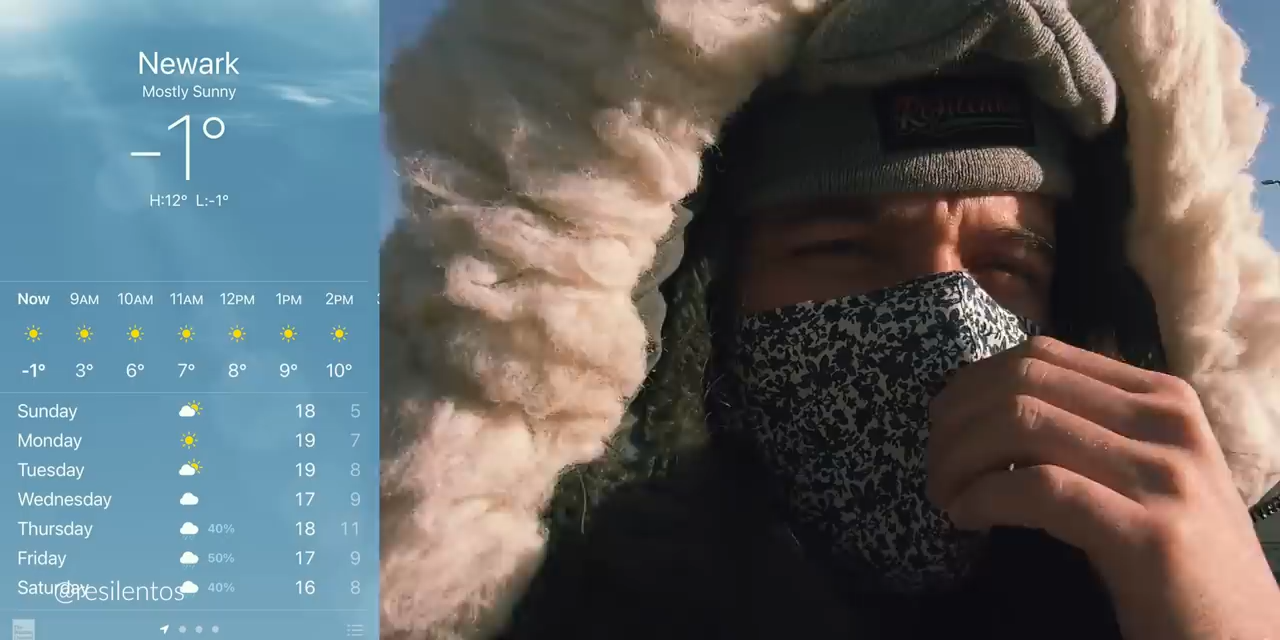 Newark
Mostly Sunny
-1°
H:12° L:-1°
Now 9AM 10AM 11AM 12PM 1PM 2PM
-1° 3° 6° 7° 8° 9° 10°
Sunday 18 5
Monday 19 7
Tuesday 19 8
Wednesday 17 9
Thursday 40% 18 11
Friday 50% 17 9
Saturday 40% 16 8
@resilentos
Resilento